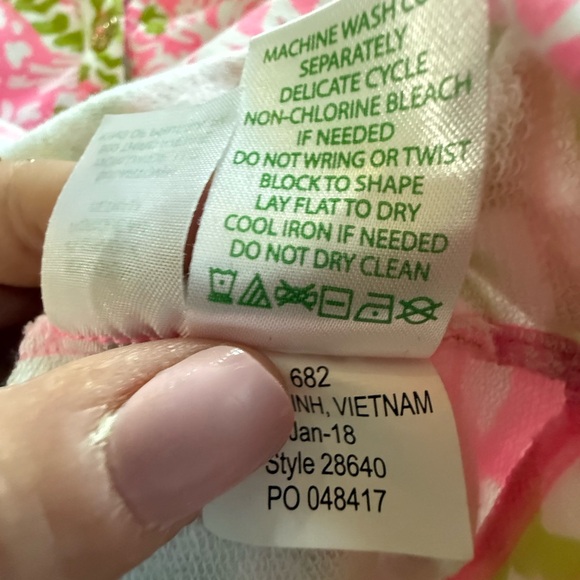 MACHINE WASH CO
SEPARATELY
DELICATE CYCLE
NON-CHLORINE BLEACH
IF NEEDED
DO NOT WRING OR TWIST
BLOCK TO SHAPE
LAY FLAT TO DRY
COOL IRON IF NEEDED
DO NOT DRY CLEAN
682
INH, VIETNAM
Jan-18
Style 28640
PO 048417